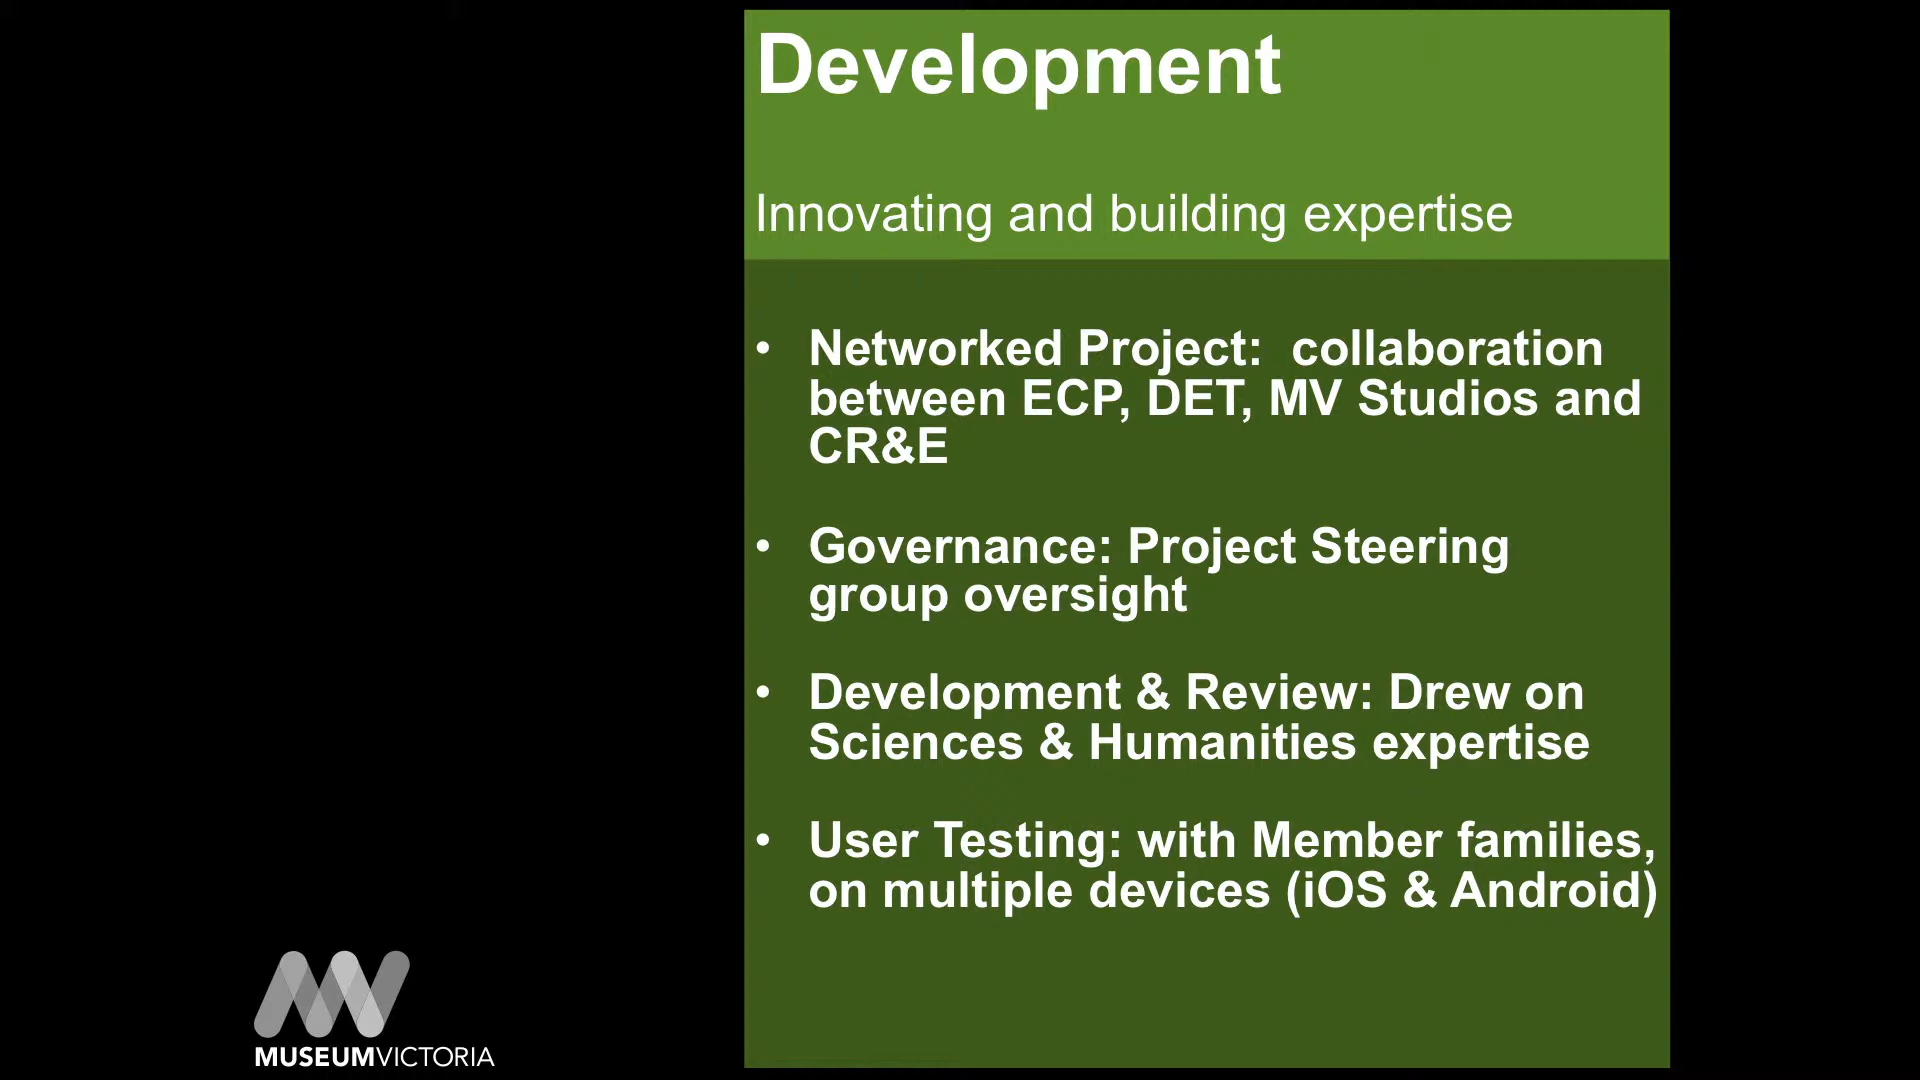 Development
Innovating and building expertise
• Networked Project:  collaboration
between ECP, DET, MV Studios and
CR&E
• Governance: Project Steering
group oversight
• Development & Review: Drew on
Sciences & Humanities expertise
• User Testing: with Member families,
on multiple devices (iOS & Android)
MUSEUMVICTORIA